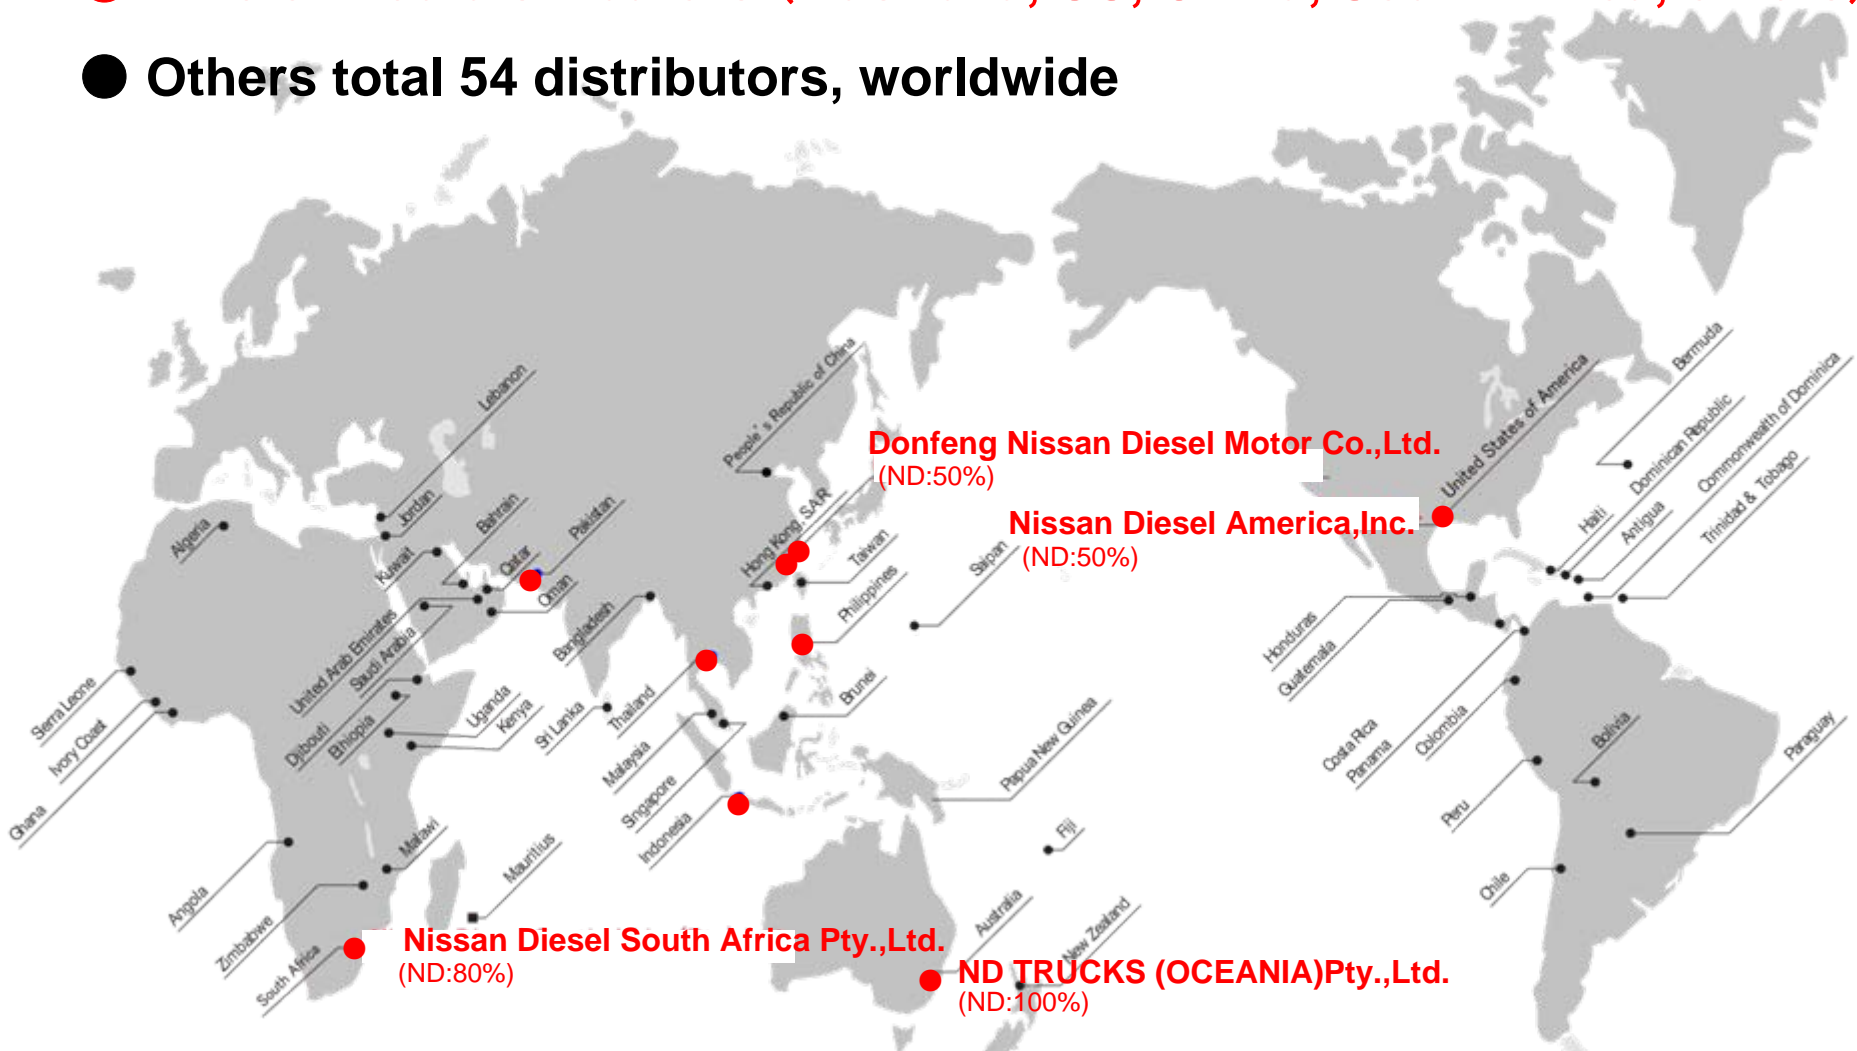 ● Others total 54 distributors, worldwide
Lebanon
Jordan
Algeria
Kuwait
Bahrain
Qatar
Pakistan
Oman
United Arab Emirates
Saudi Arabia
Bangladesh
People's Republic of China
Hong Kong, SAR
Taiwan
Philippines
Saipan
Donfeng Nissan Diesel Motor Co.,Ltd.
(ND:50%)
Nissan Diesel America,Inc.
(ND:50%)
United States of America
Bermuda
Dominican Republic
Commonwealth of Dominica
Haiti
Antigua
Trinidad & Tobago
Honduras
Guatemala
Costa Rica
Panama
Colombia
Bolivia
Paraguay
Peru
Chile
Serra Leone
Ivory Coast
Ghana
Djibouti
Ethiopia
Uganda
Kenya
Sri Lanka
Thailand
Malaysia
Singapore
Indonesia
Brunei
Papua New Guinea
Fiji
Angola
Zimbabwe
South Africa
Malawi
Mauritius
Australia
New Zealand
Nissan Diesel South Africa Pty.,Ltd.
(ND:80%)
ND TRUCKS (OCEANIA)Pty.,Ltd.
(ND:100%)